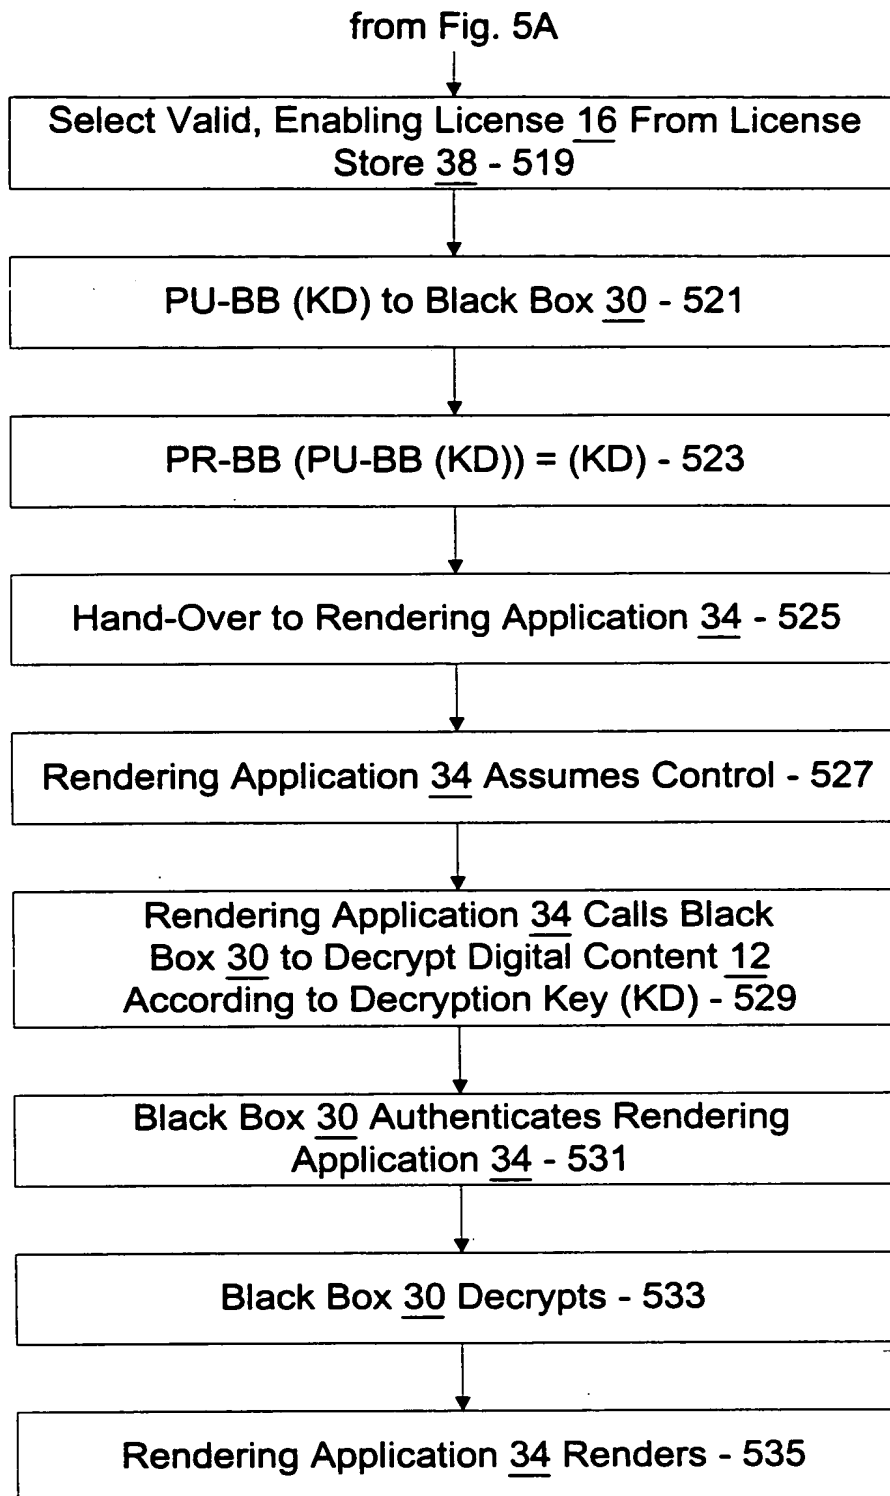 from Fig. 5A
Select Valid, Enabling License 16 From License
Store 38 - 519
PU-BB (KD) to Black Box 30 - 521
PR-BB (PU-BB (KD)) = (KD) - 523
Hand-Over to Rendering Application 34 - 525
Rendering Application 34 Assumes Control - 527
Rendering Application 34 Calls Black
Box 30 to Decrypt Digital Content 12
According to Decryption Key (KD) - 529
Black Box 30 Authenticates Rendering
Application 34 - 531
Black Box 30 Decrypts - 533
Rendering Application 34 Renders - 535